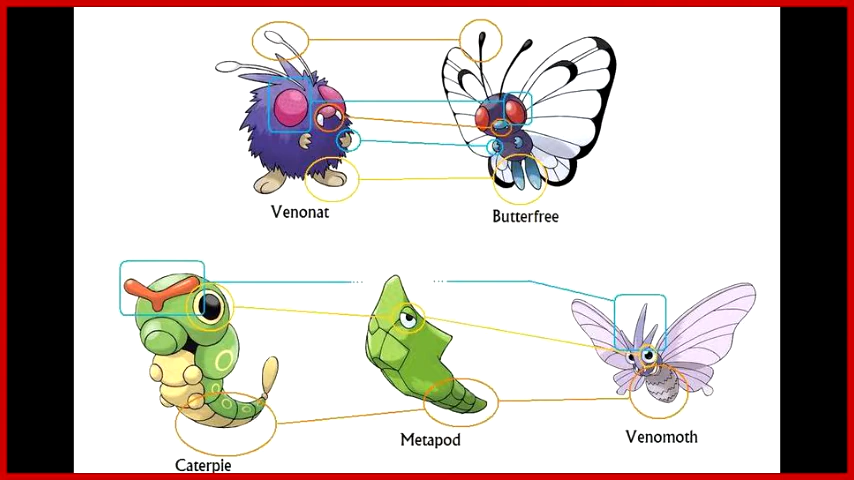 Venonat
Butterfree
Caterpie
Metapod
Venomoth